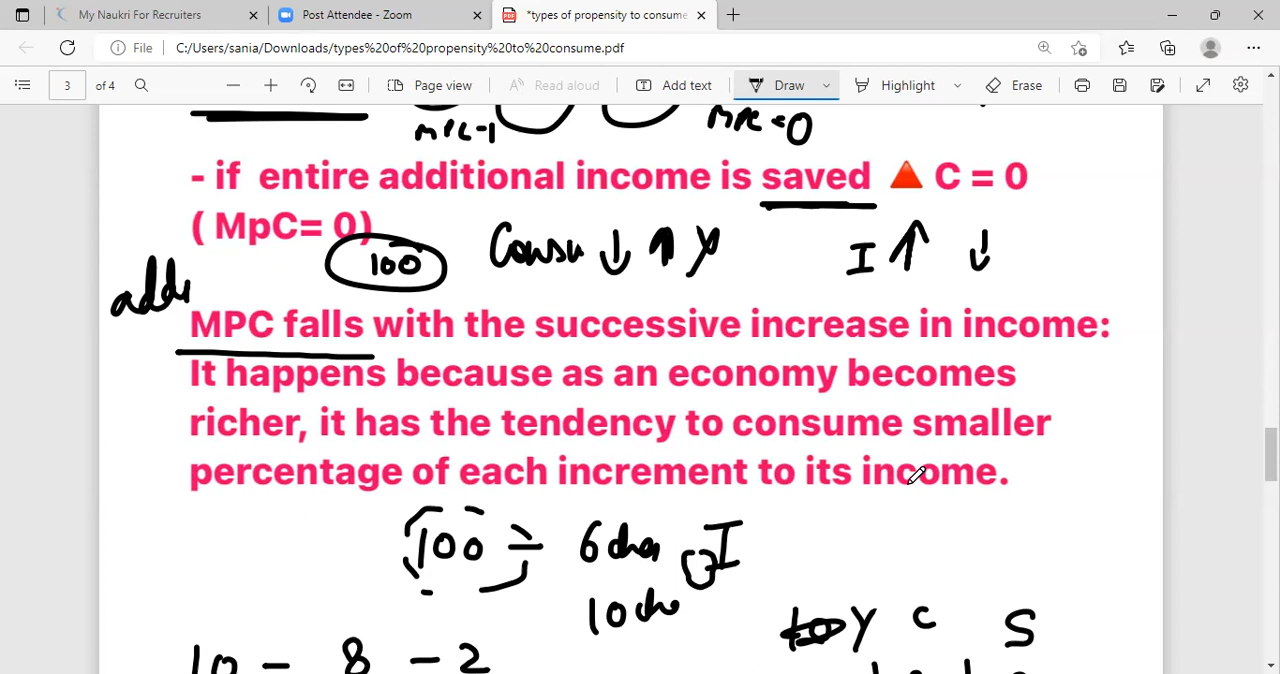 My Naukri For Recruiters
Post Attendee - Zoom
*types of propensity to consume
File C:/Users/sania/Downloads/types%20of%20propensity%20to%20consume.pdf
3 of 4 Page view Read aloud Add text Draw Highlight Erase
MPC = 0
- if entire additional income is saved 🔺 C = 0
( MpC= 0)
100 Consu ↓ ↑ Y I ↑ ↓
MPC falls with the successive increase in income:
It happens because as an economy becomes
richer, it has the tendency to consume smaller
percentage of each increment to its income.
100 I
Y C S
10 - 8 - 2